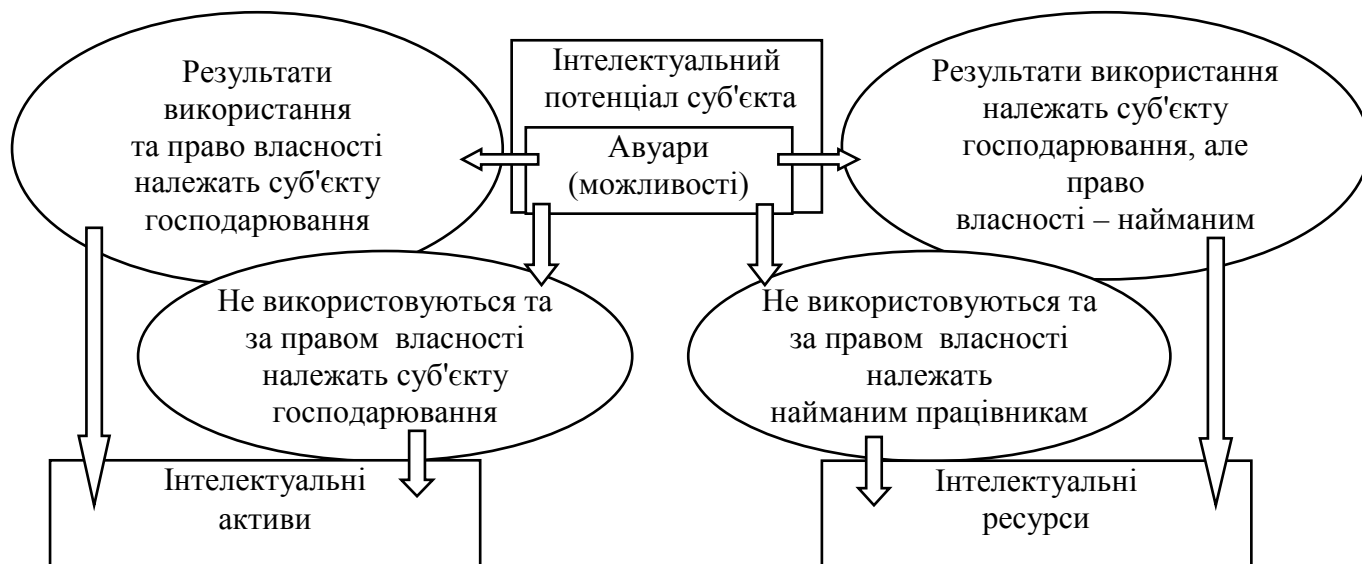 Результати
використання
та право власності
належать суб'єкту
господарювання
Інтелектуальний
потенціал суб'єкта
Авуари
(можливості)
Результати використання
належать суб'єкту
господарювання, але
право
власності – найманим
Не використовуються та
за правом власності
належать суб'єкту
господарювання
Не використовуються та
за правом власності
належать
найманим працівникам
Інтелектуальні
активи
Інтелектуальні
ресурси